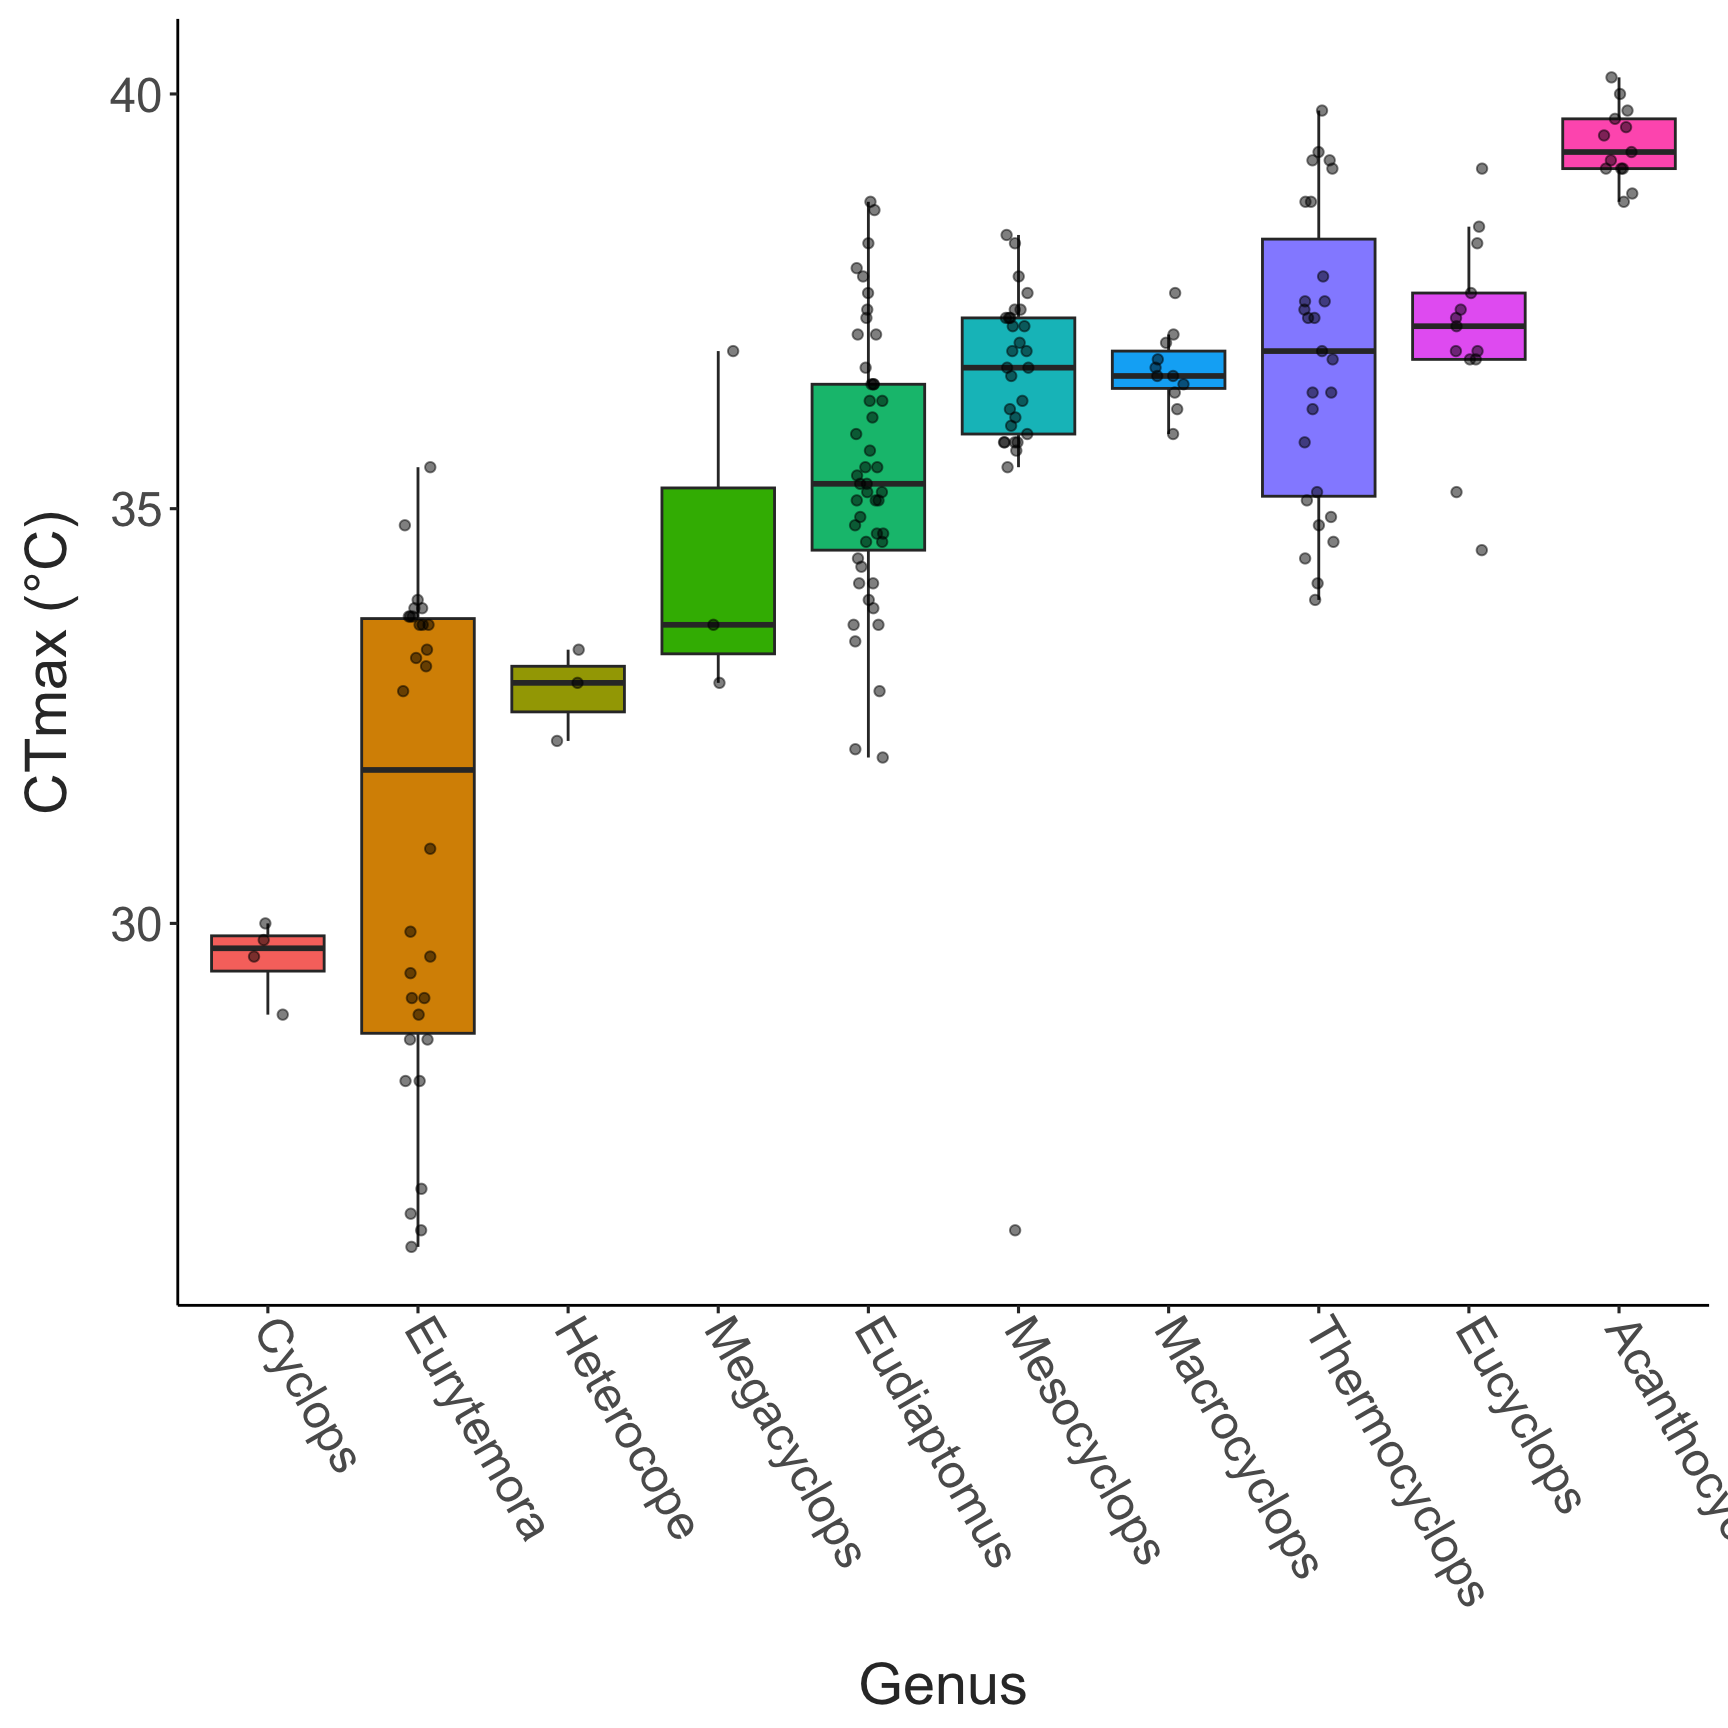 CTmax (°C)
40
35
30
Cyclops
Eurytemora
Heterocope
Megacyclops
Eudiaptomus
Mesocyclops
Macrocyclops
Thermocyclops
Eucyclops
Genus